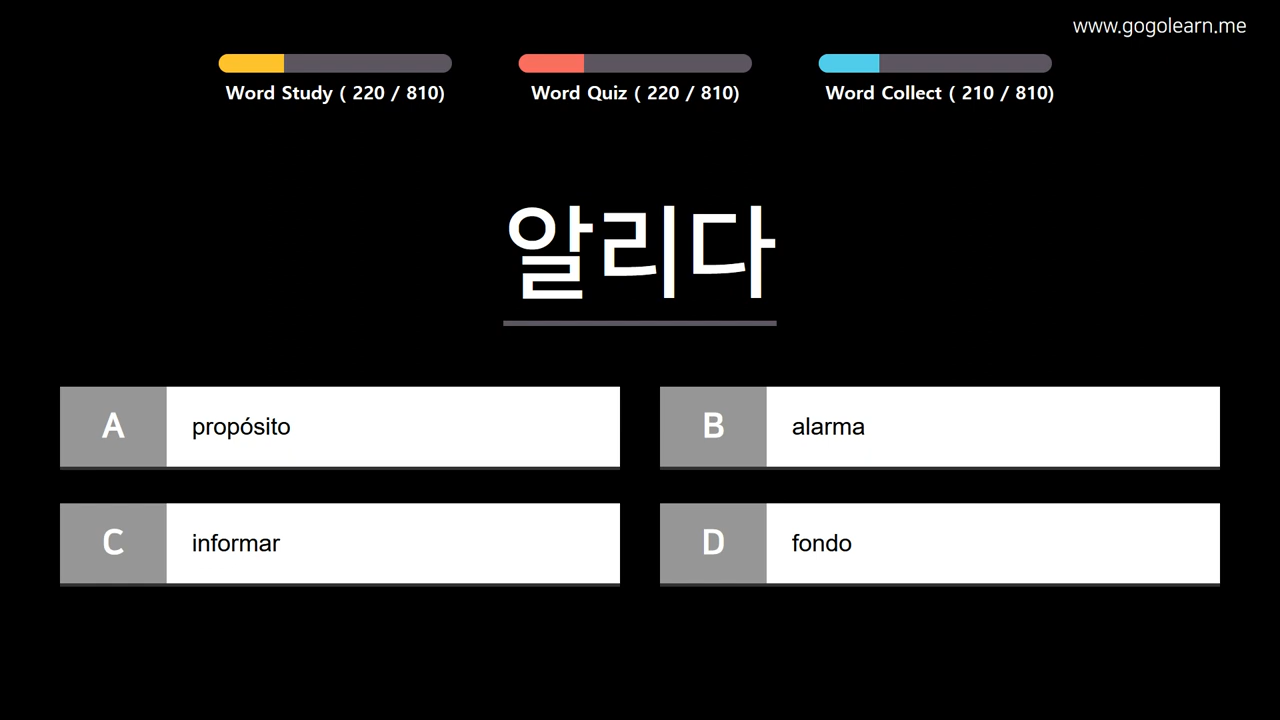 www.gogolearn.me
Word Study ( 220 / 810)
Word Quiz ( 220 / 810)
Word Collect ( 210 / 810)
알리다
A propósito
B alarma
C informar
D fondo